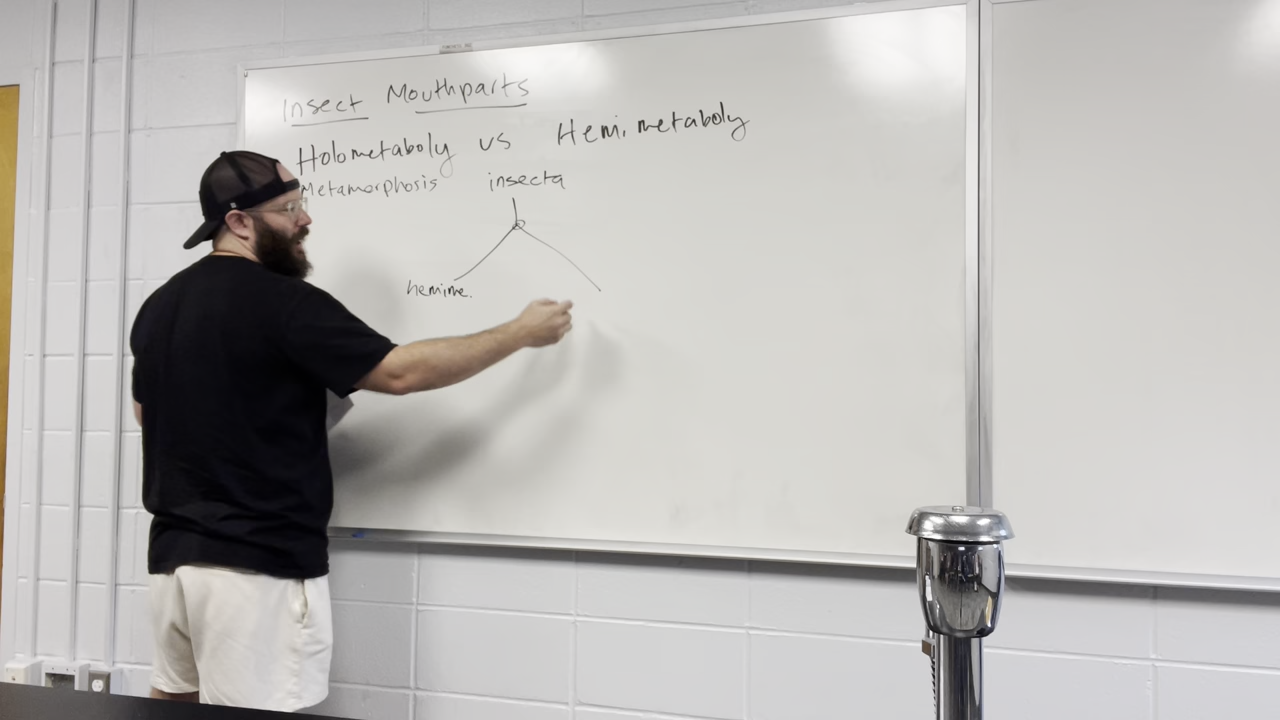 Insect Mouthparts
Holometaboly vs Hemimetaboly
Metamorphosis insecta
hemime.